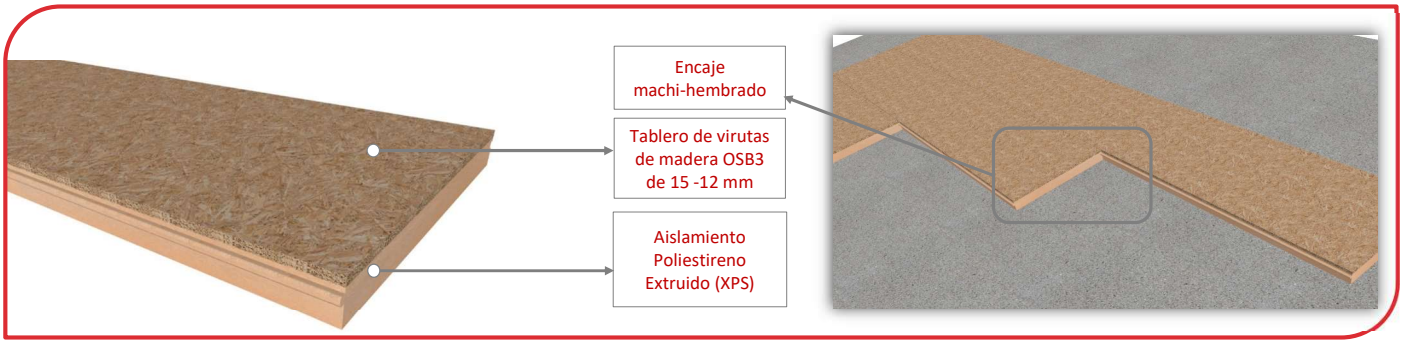 Encaje
machi-hembrado
Tablero de virutas
de madera OSB3
de 15 -12 mm
Aislamiento
Poliestireno
Extruido (XPS)